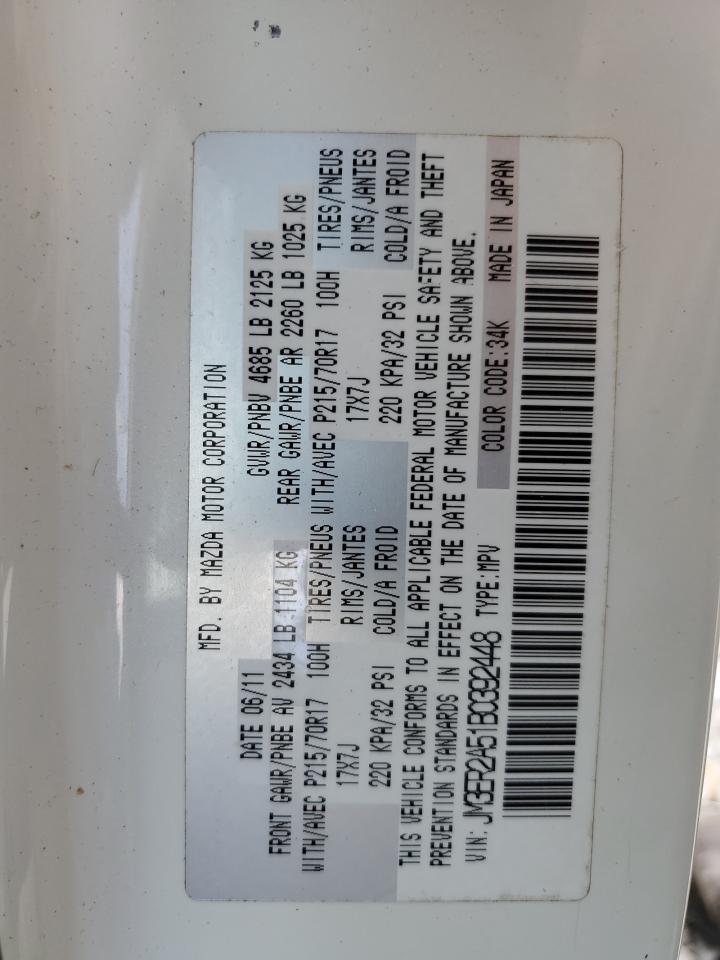 MFD. BY MAZDA MOTOR CORPORATION
DATE 06/11 GVWR/PNBV 4685 LB 2125 KG
FRONT GAWR/PNBE AV 2434 LB 1104 KG REAR GAWR/PNBE AR 2260 LB 1025 KG
WITH/AVEC P215/70R17 100H TIRES/PNEUS WITH/AVEC P215/70R17 100H TIRES/PNEUS
17X7J RIMS/JANTES 17X7J RIMS/JANTES
220 KPA/32 PSI COLD/A FROID 220 KPA/32 PSI COLD/A FROID
THIS VEHICLE CONFORMS TO ALL APPLICABLE FEDERAL MOTOR VEHICLE SAFETY AND THEFT
PREVENTION STANDARDS IN EFFECT ON THE DATE OF MANUFACTURE SHOWN ABOVE.
VIN: JM3ER2A51B0392448 TYPE:MPV COLOR CODE:34K MADE IN JAPAN